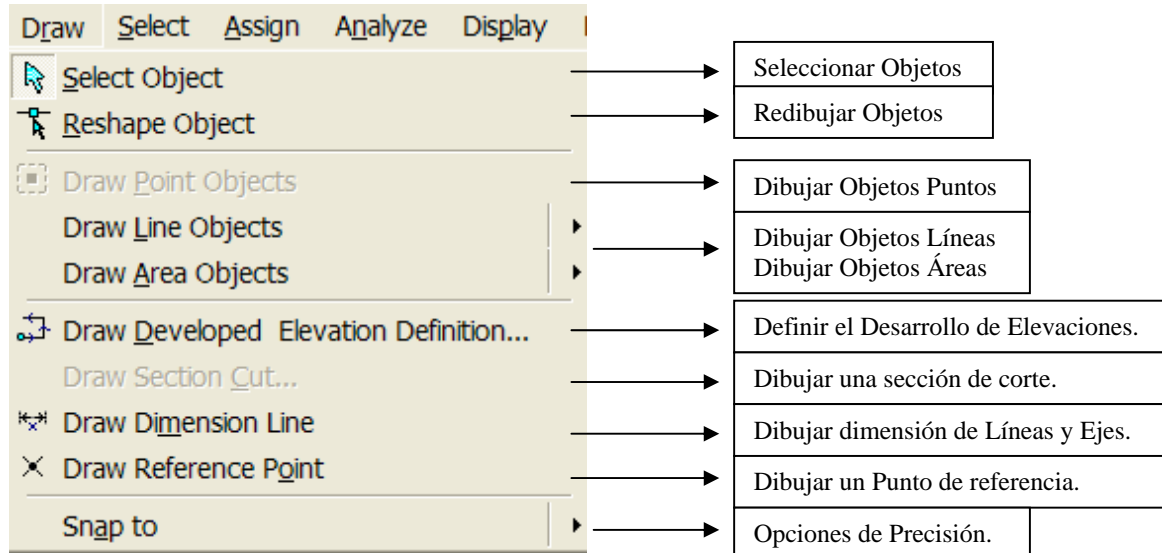 Draw Select Assign Analyze Display
Select Object
Seleccionar Objetos
Reshape Object
Redibujar Objetos
Draw Point Objects
Dibujar Objetos Puntos
Draw Line Objects
Dibujar Objetos Líneas
Draw Area Objects
Dibujar Objetos Áreas
Draw Developed Elevation Definition...
Definir el Desarrollo de Elevaciones.
Draw Section Cut...
Dibujar una sección de corte.
Draw Dimension Line
Dibujar dimensión de Líneas y Ejes.
Draw Reference Point
Dibujar un Punto de referencia.
Snap to
Opciones de Precisión.